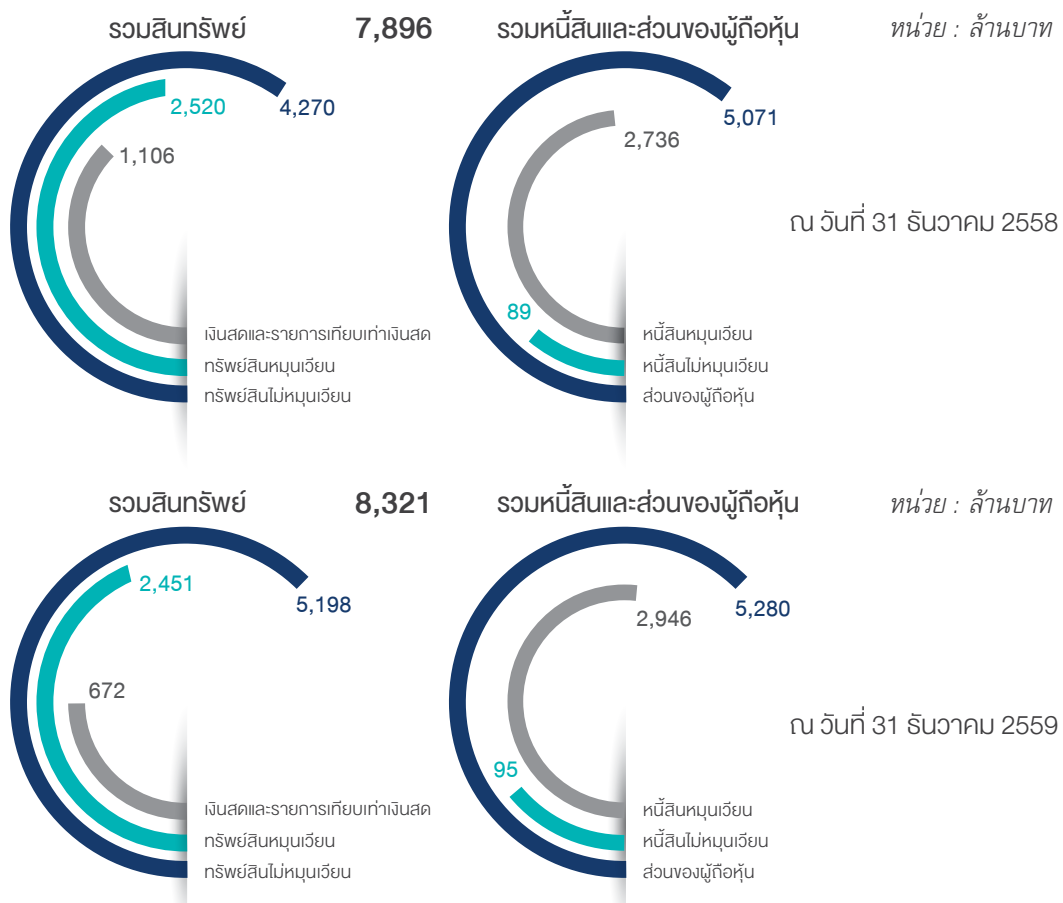 รวมสินทรัพย์ 7,896 รวมหนี้สินและส่วนของผู้ถือหุ้น หน่วย : ล้านบาท
2,520 4,270
1,106
5,071
2,736
ณ วันที่ 31 ธันวาคม 2558
89
เงินสดและรายการเทียบเท่าเงินสด
ทรัพย์สินหมุนเวียน
ทรัพย์สินไม่หมุนเวียน
หนี้สินหมุนเวียน
หนี้สินไม่หมุนเวียน
ส่วนของผู้ถือหุ้น
รวมสินทรัพย์ 8,321 รวมหนี้สินและส่วนของผู้ถือหุ้น หน่วย : ล้านบาท
2,451
5,198
672
5,280
2,946
ณ วันที่ 31 ธันวาคม 2559
95
เงินสดและรายการเทียบเท่าเงินสด
ทรัพย์สินหมุนเวียน
ทรัพย์สินไม่หมุนเวียน
หนี้สินหมุนเวียน
หนี้สินไม่หมุนเวียน
ส่วนของผู้ถือหุ้น